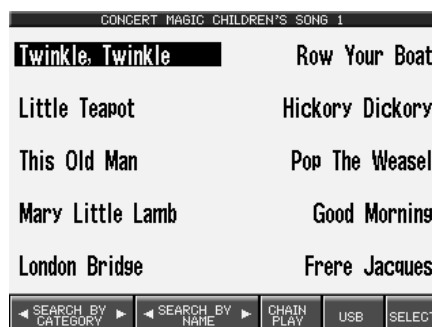 CONCERT MAGIC CHILDREN'S SONG 1
Twinkle, Twinkle
Row Your Boat
Little Teapot
Hickory Dickory
This Old Man
Pop The Weasel
Mary Little Lamb
Good Morning
London Bridge
Frere Jacques
◄ SEARCH BY CATEGORY ►
◄ SEARCH BY NAME ►
CHAIN PLAY
USB
SELECT